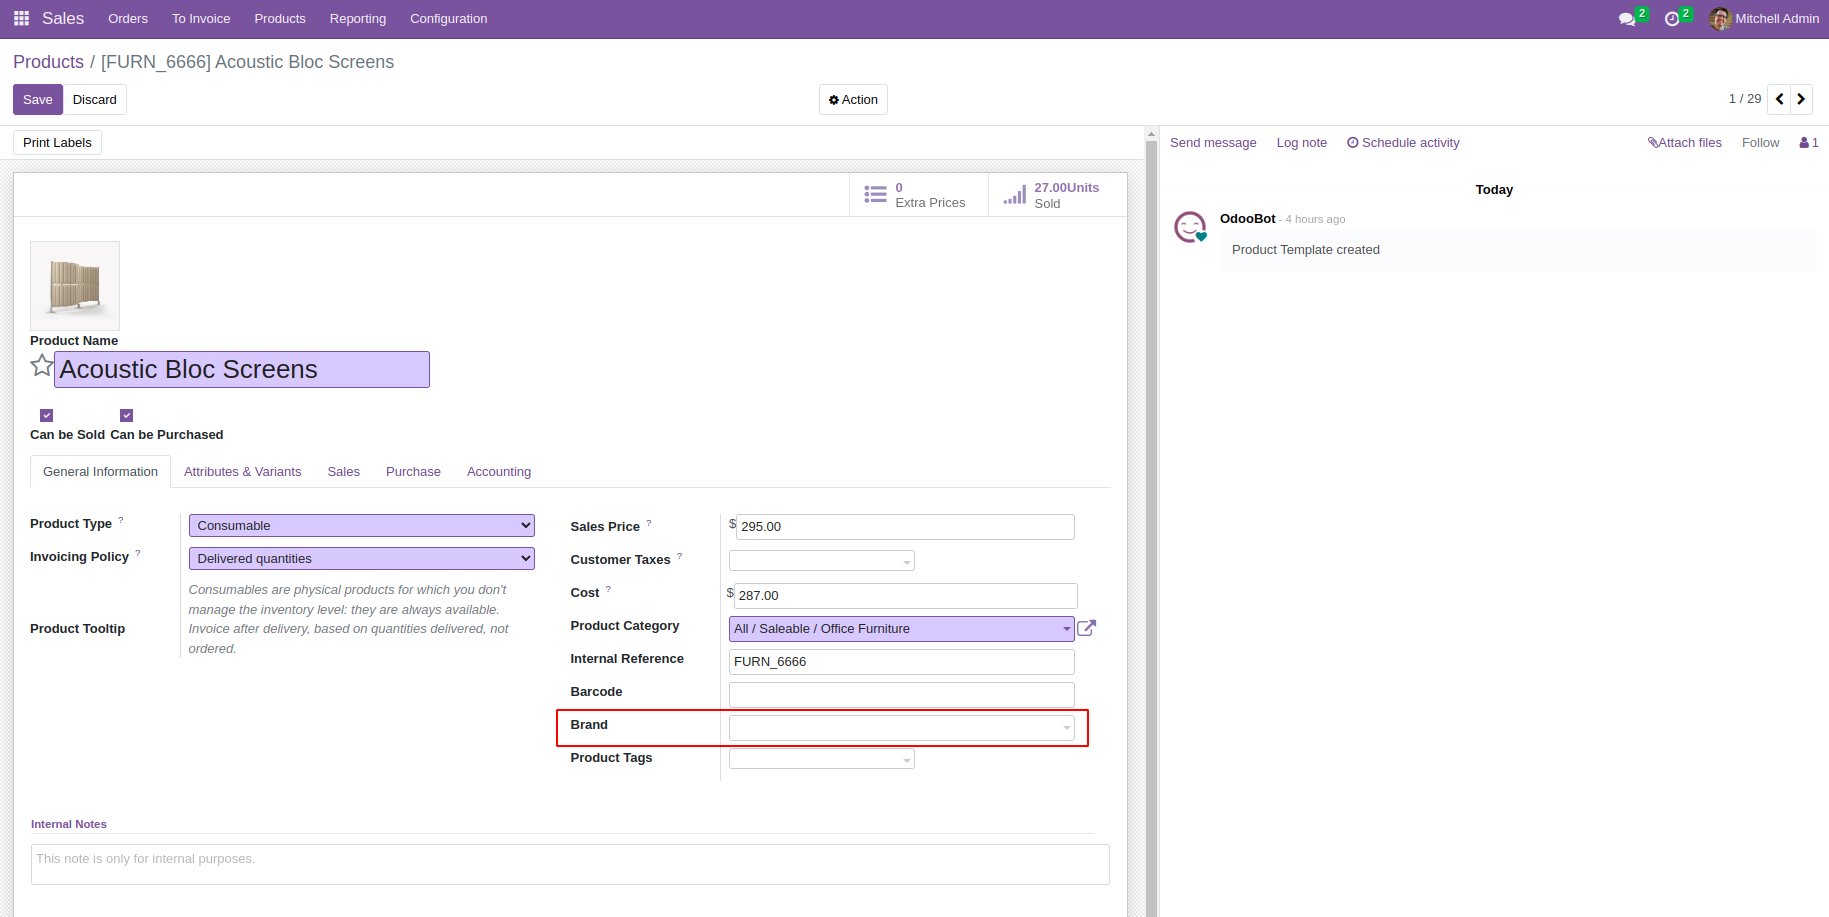 Sales Orders To Invoice Products Reporting Configuration 2 2 Mitchell Admin
Products / [FURN_6666] Acoustic Bloc Screens
Save Discard Action 1 / 29
Print Labels
Send message Log note Schedule activity Attach files Follow 1
0
Extra Prices
27.00Units
Sold
Today
OdooBot - 4 hours ago
Product Template created
Product Name
Acoustic Bloc Screens
Can be Sold Can be Purchased
General Information Attributes & Variants Sales Purchase Accounting
Product Type ? Consumable
Invoicing Policy ? Delivered quantities
Product Tooltip
Consumables are physical products for which you don't
manage the inventory level: they are always available.
Invoice after delivery, based on quantities delivered, not
ordered.
Sales Price ? $ 295.00
Customer Taxes ?
Cost ? $ 287.00
Product Category All / Saleable / Office Furniture
Internal Reference FURN_6666
Barcode
Brand
Product Tags
Internal Notes
This note is only for internal purposes.